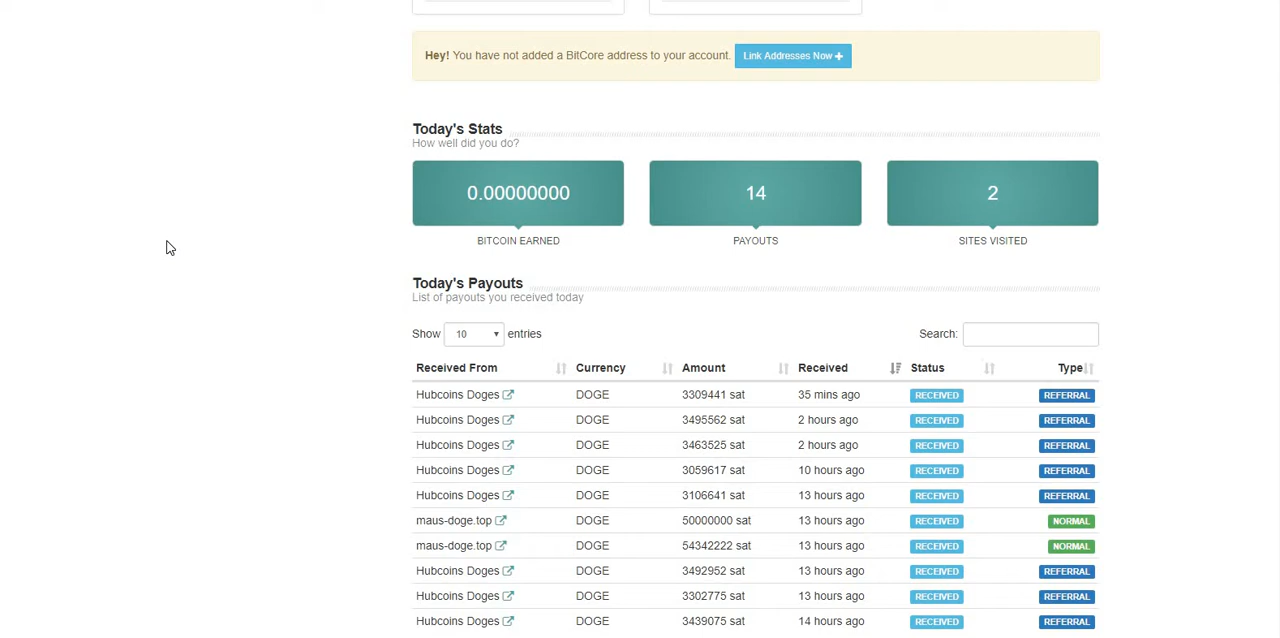 Hey! You have not added a BitCore address to your account. Link Addresses Now +
Today's Stats
How well did you do?
0.00000000 14 2
BITCOIN EARNED PAYOUTS SITES VISITED
Today's Payouts
List of payouts you received today
Show 10 entries Search:
Received From Currency Amount Received Status Type
Hubcoins Doges DOGE 3309441 sat 35 mins ago RECEIVED REFERRAL
Hubcoins Doges DOGE 3495562 sat 2 hours ago RECEIVED REFERRAL
Hubcoins Doges DOGE 3463525 sat 2 hours ago RECEIVED REFERRAL
Hubcoins Doges DOGE 3059617 sat 10 hours ago RECEIVED REFERRAL
Hubcoins Doges DOGE 3106641 sat 13 hours ago RECEIVED REFERRAL
maus-doge.top DOGE 50000000 sat 13 hours ago RECEIVED NORMAL
maus-doge.top DOGE 54342222 sat 13 hours ago RECEIVED NORMAL
Hubcoins Doges DOGE 3492952 sat 13 hours ago RECEIVED REFERRAL
Hubcoins Doges DOGE 3302775 sat 13 hours ago RECEIVED REFERRAL
Hubcoins Doges DOGE 3439075 sat 14 hours ago RECEIVED REFERRAL